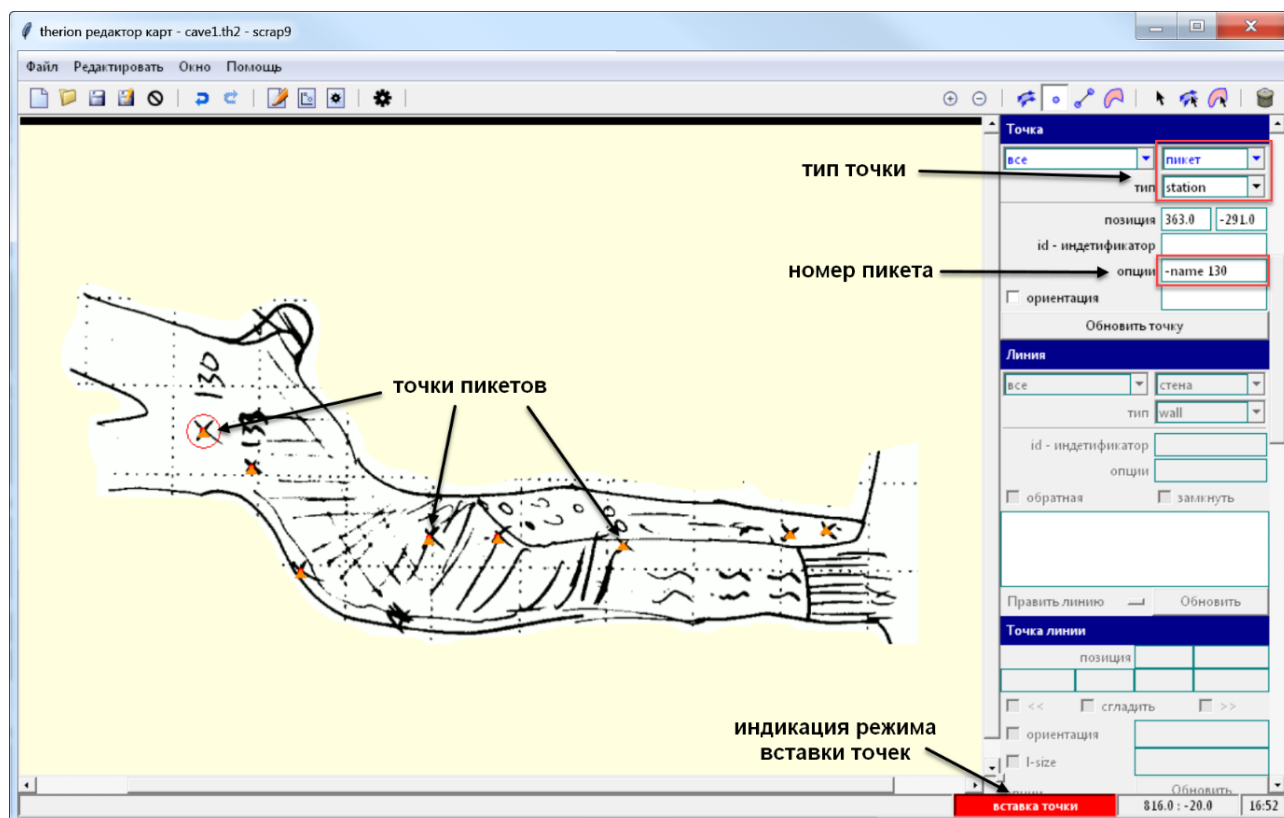 therion редактор карт - cave1.th2 - scrap9
Файл Редактировать Окно Помощь
Точка
все пикет
тип station
позиция 363.0 -291.0
id - индетификатор
опции -name 130
ориентация
Обновить точку
Линия
все стена
тип wall
id - индетификатор
опции
обратная замкнуть
Править линию Обновить
Точка линии
позиция
<< сгладить >>
ориентация
l-size
Обновить
вставка точки 816.0 : -20.0 16:52
тип точки
номер пикета
точки пикетов
130
индикация режима
вставки точек